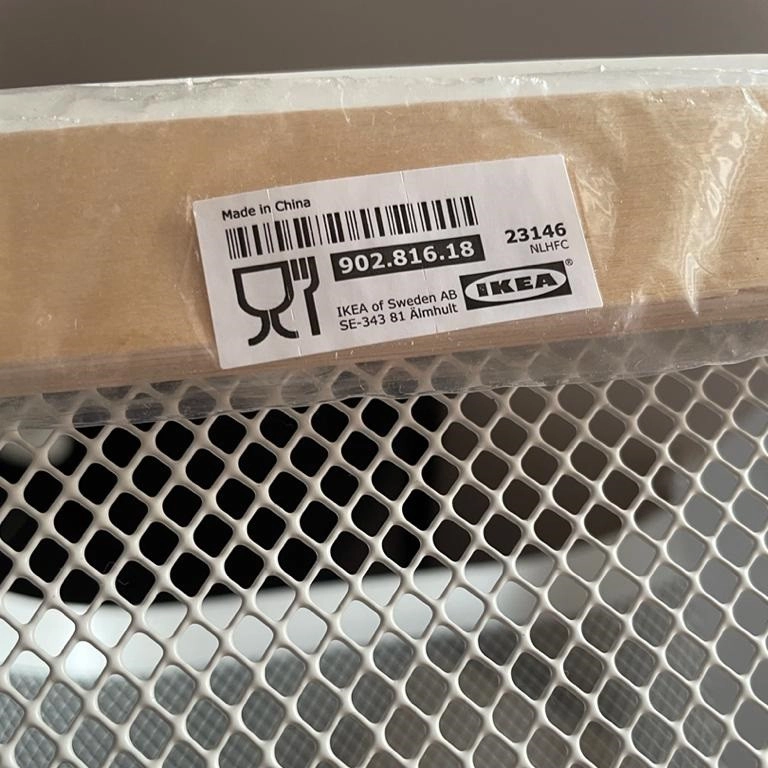 Made in China
902.816.18
23146
NLHFC
IKEA of Sweden AB
SE-343 81 Älmhult
IKEA®